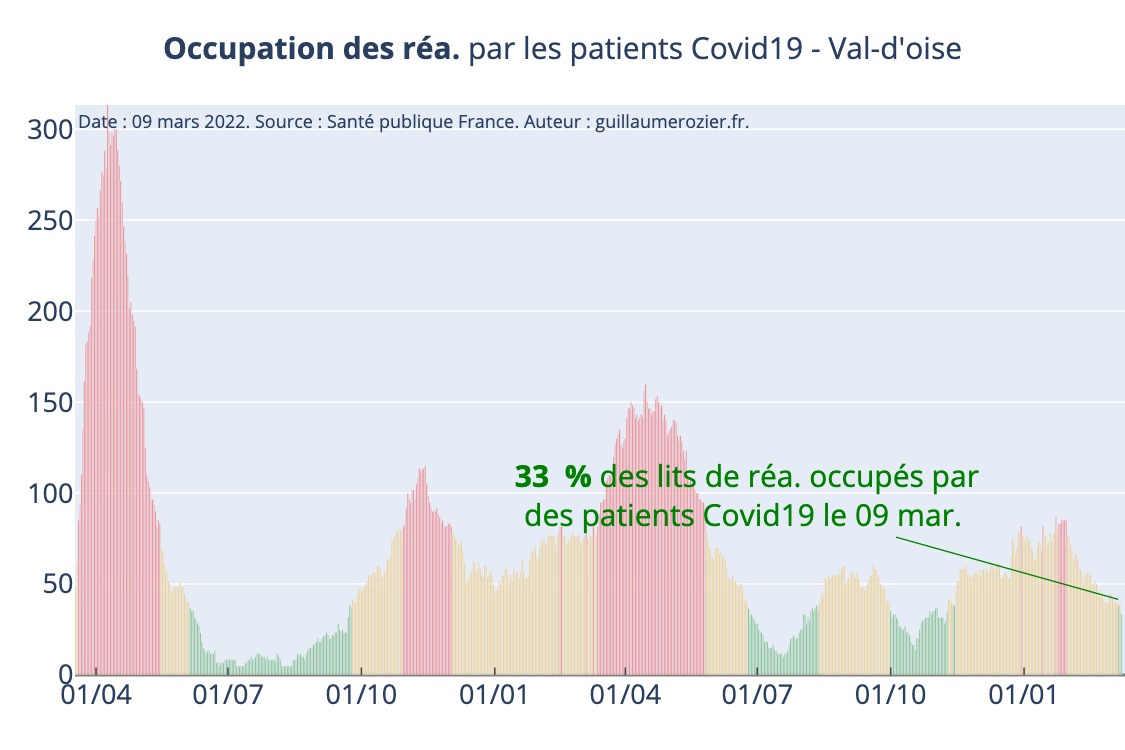 Occupation des réa. par les patients Covid19 - Val-d'oise
Date : 09 mars 2022. Source : Santé publique France. Auteur : guillaumerozier.fr.
300
250
200
150
100
50
0
33 % des lits de réa. occupés par
des patients Covid19 le 09 mar.
01/04 01/07 01/10 01/01 01/04 01/07 01/10 01/01